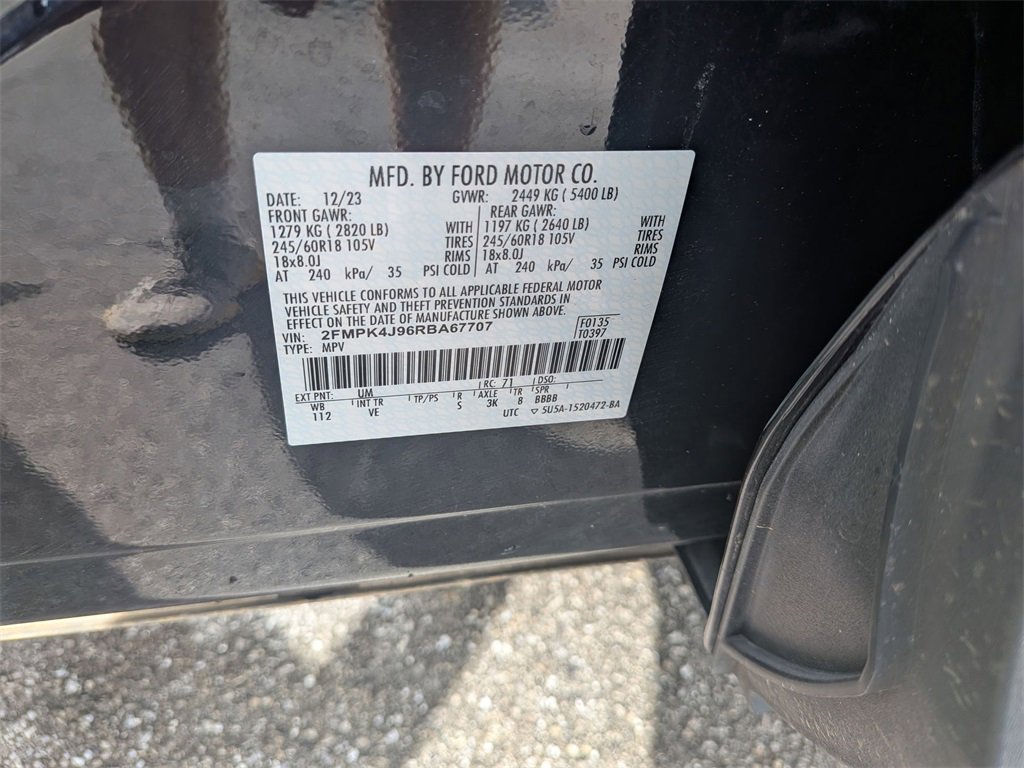 MFD. BY FORD MOTOR CO.
DATE: 12/23 GVWR: 2449 KG ( 5400 LB)
FRONT GAWR: REAR GAWR:
1279 KG ( 2820 LB) WITH 1197 KG ( 2640 LB) WITH
245/60R18 105V TIRES 245/60R18 105V TIRES
18x8.0J RIMS 18x8.0J RIMS
AT 240 kPa/ 35 PSI COLD AT 240 kPa/ 35 PSI COLD
THIS VEHICLE CONFORMS TO ALL APPLICABLE FEDERAL MOTOR
VEHICLE SAFETY AND THEFT PREVENTION STANDARDS IN
EFFECT ON THE DATE OF MANUFACTURE SHOWN ABOVE.
VIN: 2FMPK4J96RBA67707 F0135
TYPE: MPV T0397
EXT PNT: UM RC: 71 DSO:
WB INT TR TP/PS R AXLE TR SPR
112 VE S 3K 8 BBBB
UTC ▽ 5U5A-1520472-BA